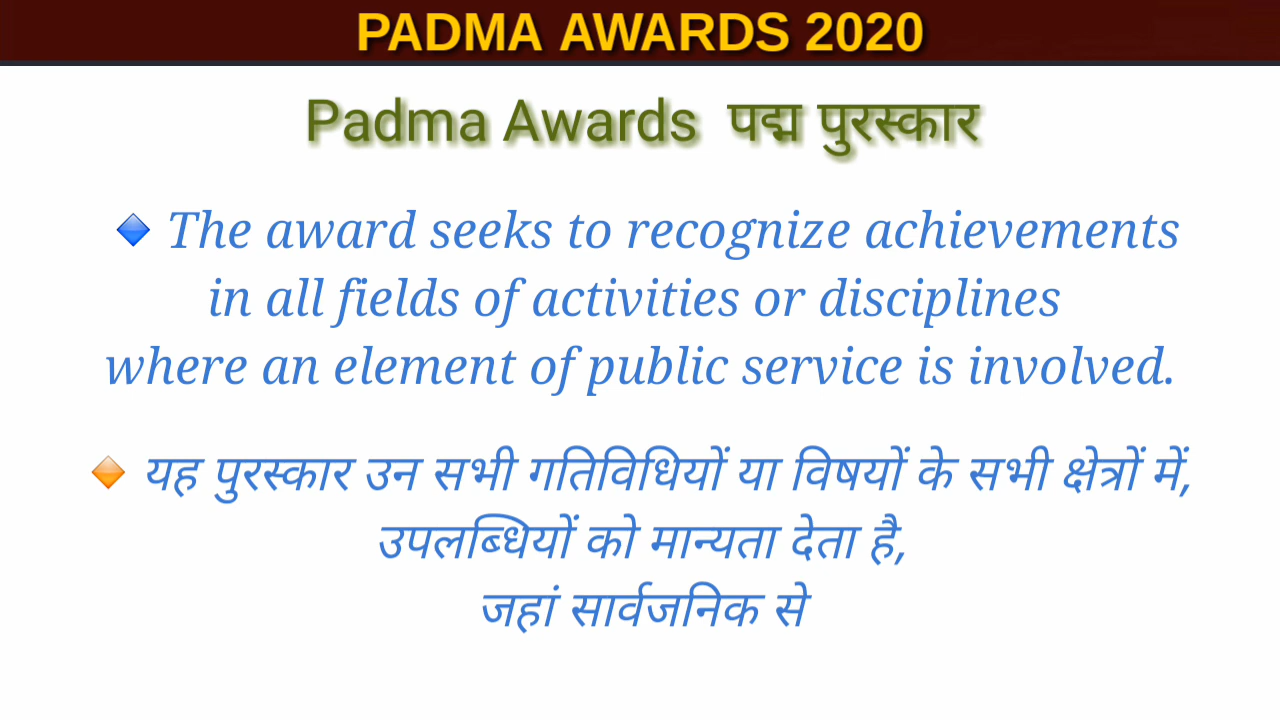 PADMA AWARDS 2020
Padma Awards पद्म पुरस्कार
🔹 The award seeks to recognize achievements
in all fields of activities or disciplines
where an element of public service is involved.
🔸 यह पुरस्कार उन सभी गतिविधियों या विषयों के सभी क्षेत्रों में,
उपलब्धियों को मान्यता देता है,
जहां सार्वजनिक से